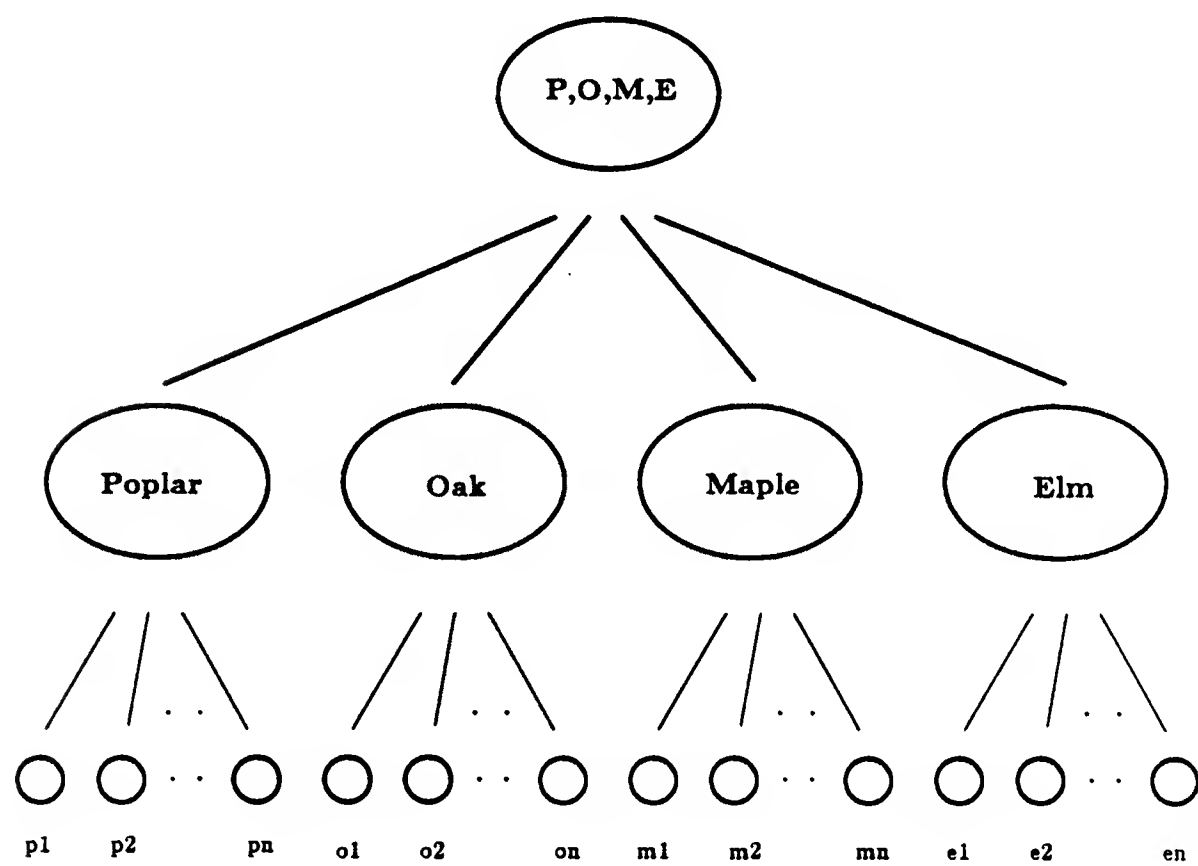 P,O,M,E
Poplar Oak Maple Elm
p1 p2 pn o1 o2 on m1 m2 mn e1 e2 en